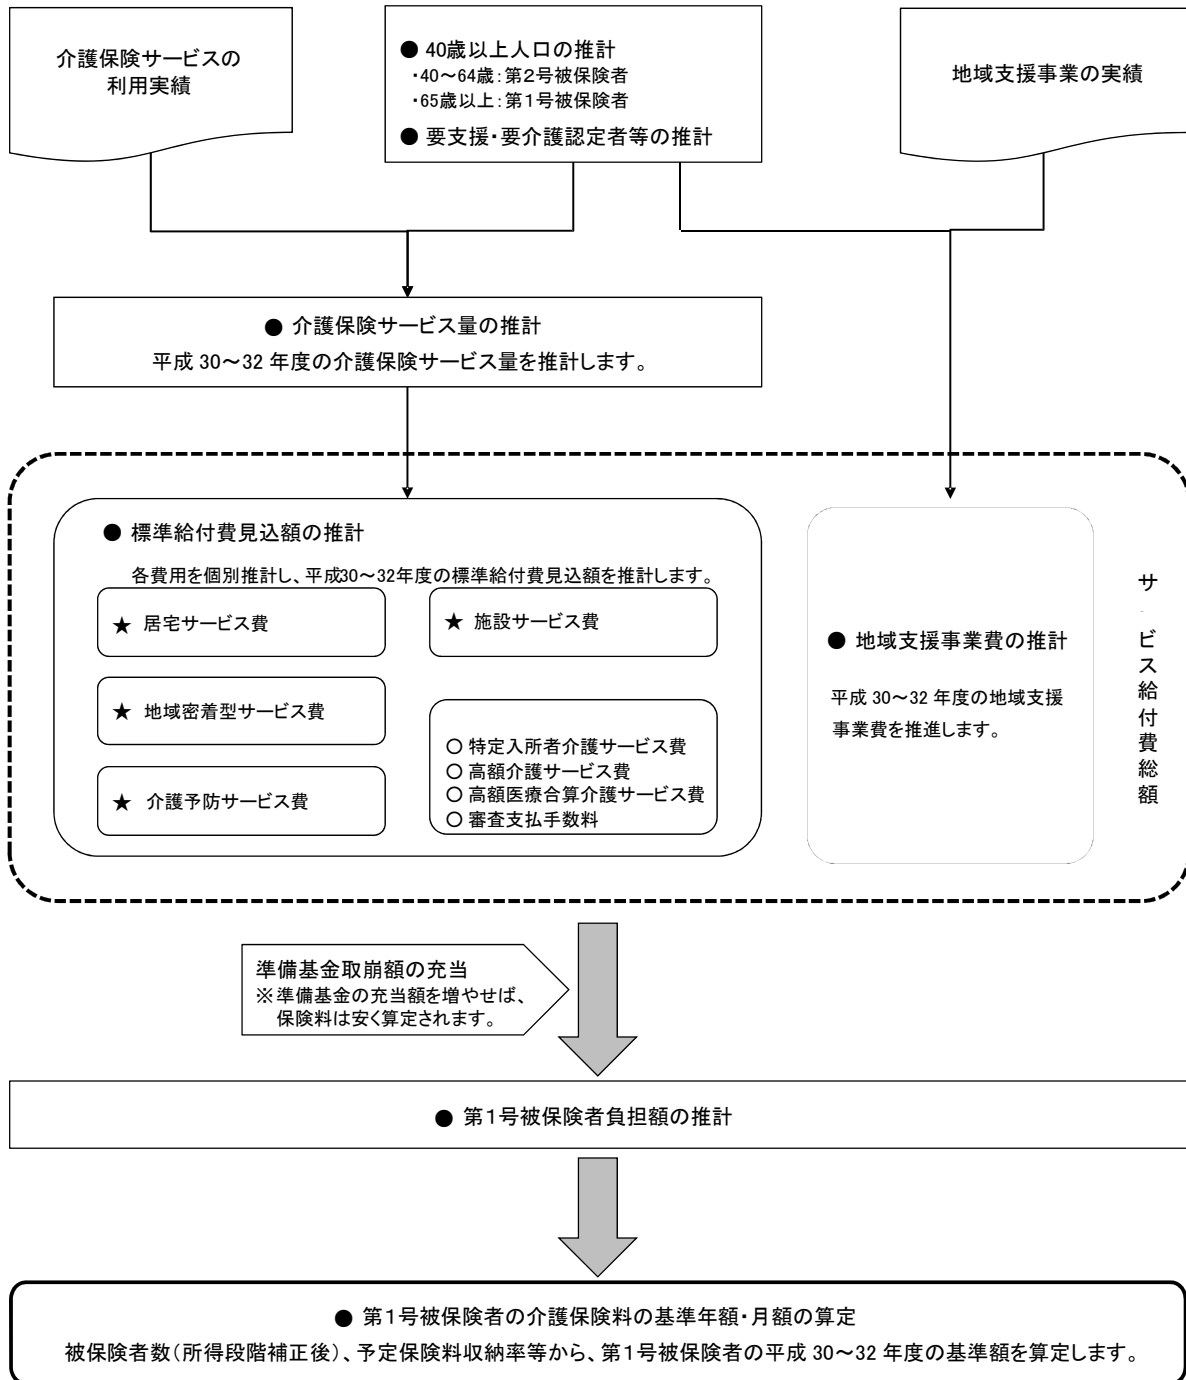 介護保険サービスの
利用実績
● 40歳以上人口の推計
・40～64歳：第２号被保険者
・65歳以上：第１号被保険者
● 要支援・要介護認定者等の推計
地域支援事業の実績
● 介護保険サービス量の推計
平成 30～32 年度の介護保険サービス量を推計します。
● 標準給付費見込額の推計
各費用を個別推計し、平成30～32年度の標準給付費見込額を推計します。
★ 居宅サービス費
★ 施設サービス費
★ 地域密着型サービス費
★ 介護予防サービス費
○ 特定入所者介護サービス費
○ 高額介護サービス費
○ 高額医療合算介護サービス費
○ 審査支払手数料
● 地域支援事業費の推計
平成 30～32 年度の地域支援
事業費を推進します。
サービス給付費総額
準備基金取崩額の充当
※準備基金の充当額を増やせば、
保険料は安く算定されます。
● 第１号被保険者負担額の推計
● 第１号被保険者の介護保険料の基準年額・月額の算定
被保険者数（所得段階補正後）、予定保険料収納率等から、第１号被保険者の平成 30～32 年度の基準額を算定します。